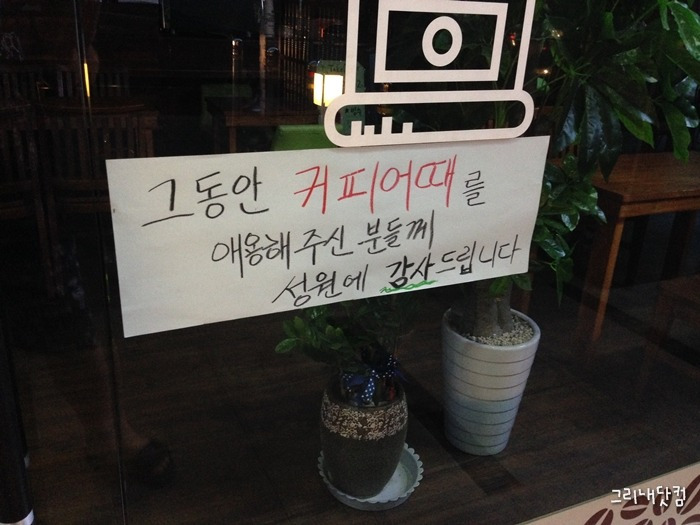 그동안 커피어때를
애용해주신 분들께
성원에 감사드립니다
그리내닷컴